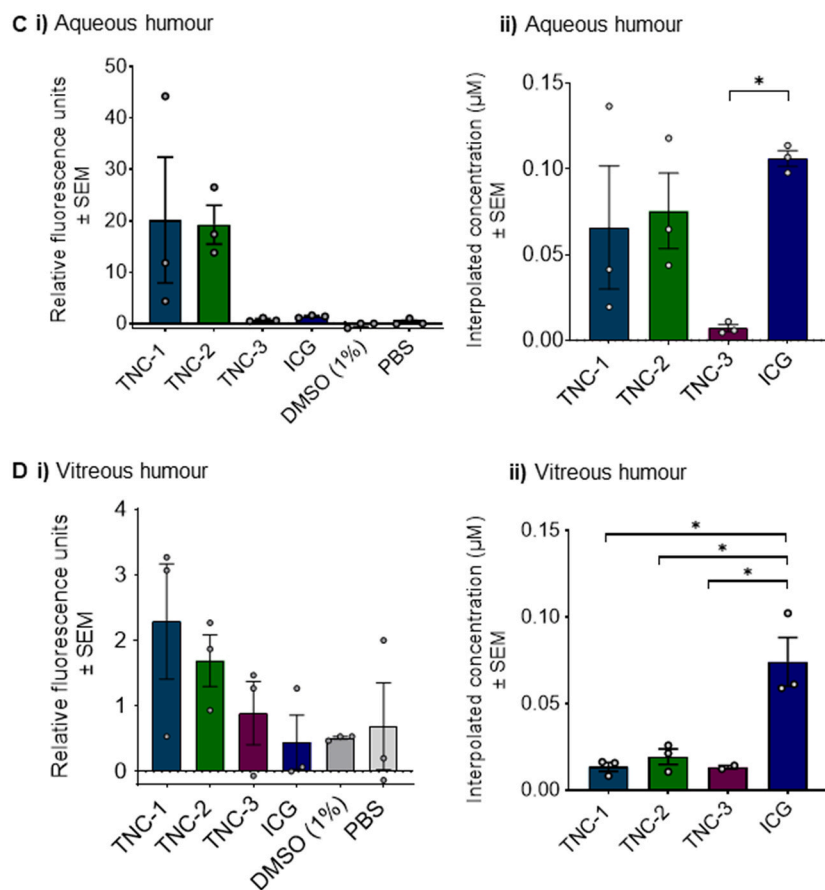 C i) Aqueous humour
Relative fluorescence units
± SEM
50
40
30
20
10
0
TNC-1
TNC-2
TNC-3
ICG
DMSO (1%)
PBS
ii) Aqueous humour
Interpolated concentration (µM)
± SEM
0.15
0.10
0.05
0.00
*
TNC-1
TNC-2
TNC-3
ICG
D i) Vitreous humour
Relative fluorescence units
± SEM
4
3
2
1
0
TNC-1
TNC-2
TNC-3
ICG
DMSO (1%)
PBS
ii) Vitreous humour
Interpolated concentration (µM)
± SEM
0.15
0.10
0.05
0.00
*
*
*
TNC-1
TNC-2
TNC-3
ICG